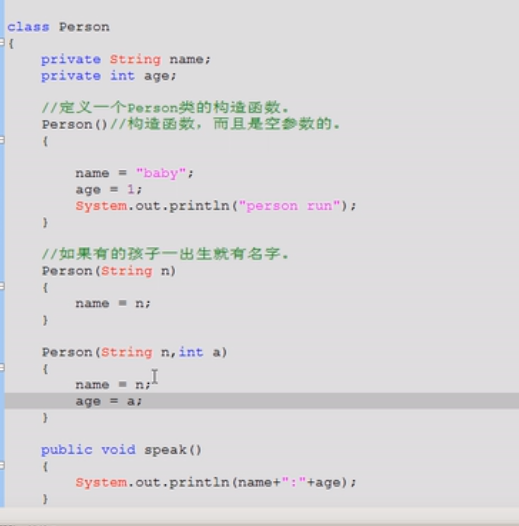 class Person
{
private String name;
private int age;
//定义一个Person类的构造函数。
Person()//构造函数，而且是空参数的。
{
name = "baby";
age = 1;
System.out.println("person run");
}
//如果有的孩子一出生就有名字。
Person(String n)
{
name = n;
}
Person(String n,int a)
{
name = n;
age = a;
}
public void speak()
{
System.out.println(name+":"+age);
}